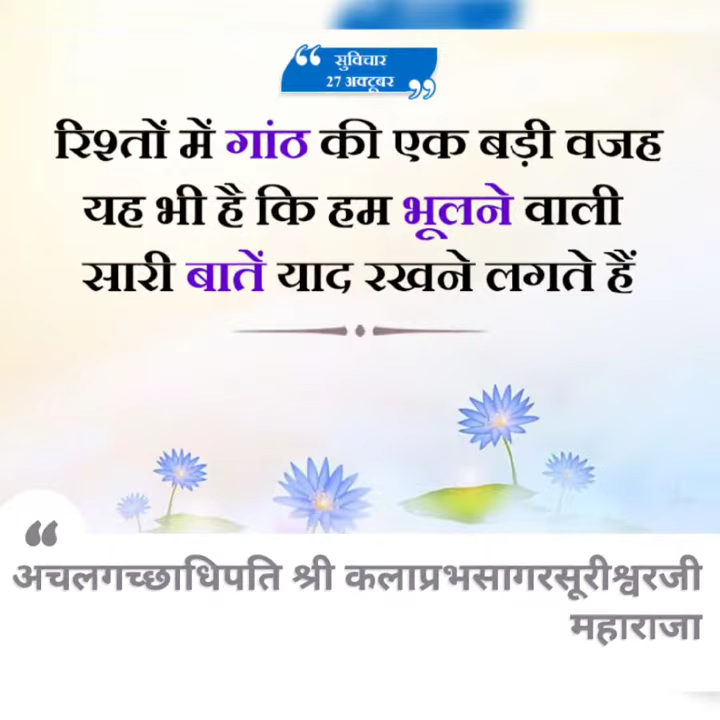 सुविचार
27 अक्टूबर
रिश्तों में गांठ की एक बड़ी वजह
यह भी है कि हम भूलने वाली
सारी बातें याद रखने लगते हैं
अचलगच्छाधिपति श्री कलाप्रभसागरसूरीश्वरजी
महाराजा